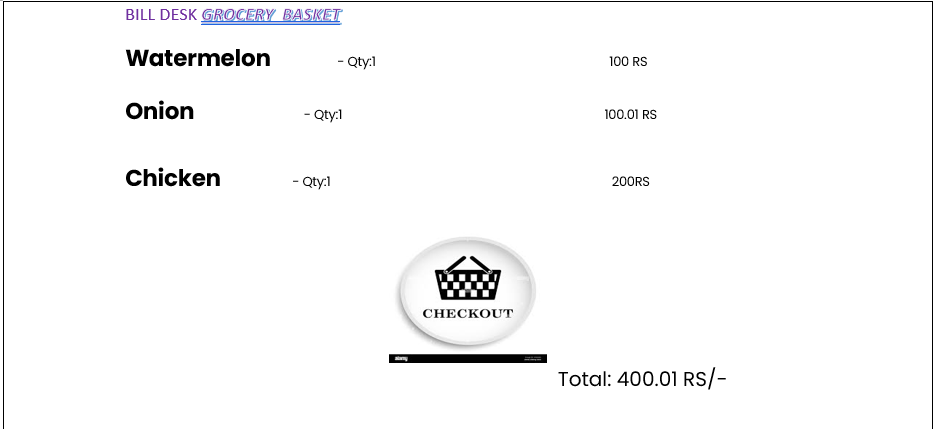 BILL DESK GROCERY BASKET
Watermelon - Qty:1 100 RS
Onion - Qty:1 100.01 RS
Chicken - Qty:1 200RS
CHECKOUT
alamy
Total: 400.01 RS/-